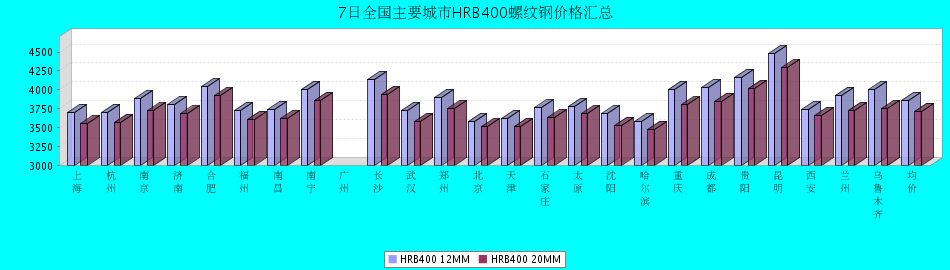 7日全国主要城市HRB400螺纹钢价格汇总
4500
4250
4000
3750
3500
3250
3000
上海
杭州
南京
济南
合肥
福州
南昌
南宁
广州
长沙
武汉
郑州
北京
天津
石家庄
太原
沈阳
哈尔滨
重庆
成都
贵阳
昆明
西安
兰州
乌鲁木齐
均价
HRB400 12MM HRB400 20MM